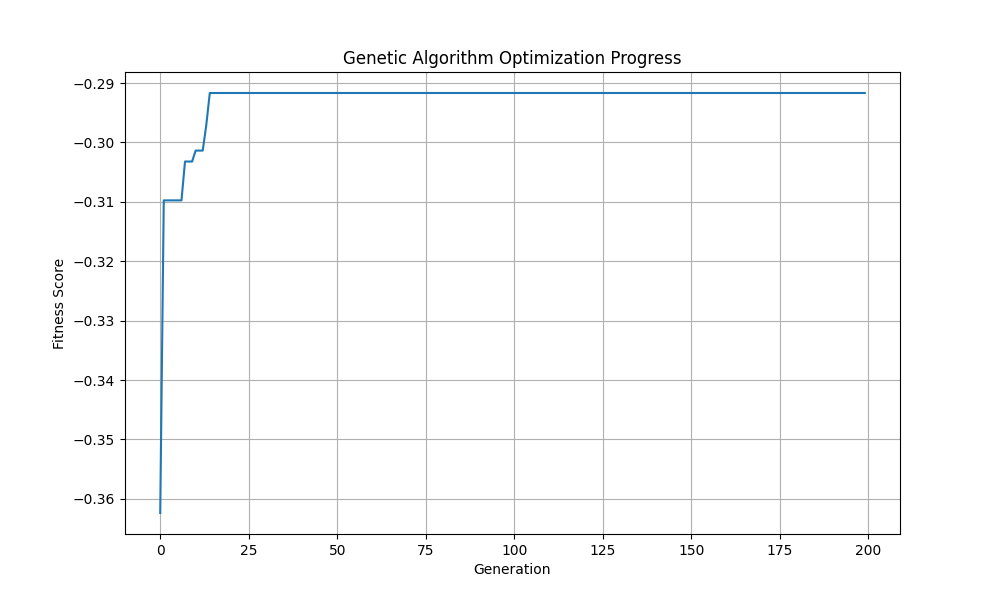 Genetic Algorithm Optimization Progress
−0.29
−0.30
−0.31
−0.32
−0.33
−0.34
−0.35
−0.36
Fitness Score
0 25 50 75 100 125 150 175 200
Generation